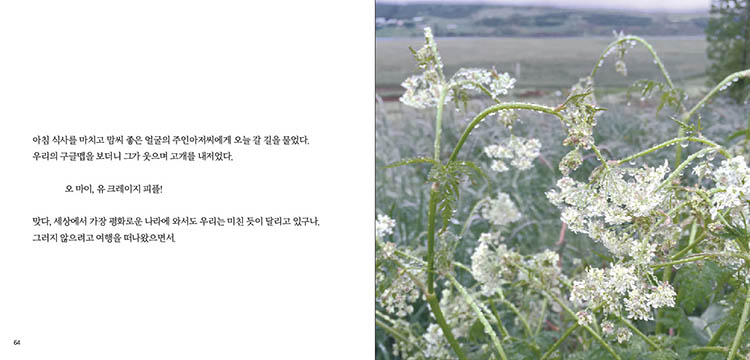 아침 식사를 마치고 맘씨 좋은 얼굴의 주인아저씨에게 오늘 갈 길을 물었다.
우리의 구글맵을 보더니 그가 웃으며 고개를 내저었다.
오 마이, 유 크레이지 피플!
맞다, 세상에서 가장 평화로운 나라에 와서도 우리는 미친 듯이 달리고 있구나.
그러지 않으려고 여행을 떠나왔으면서.
64